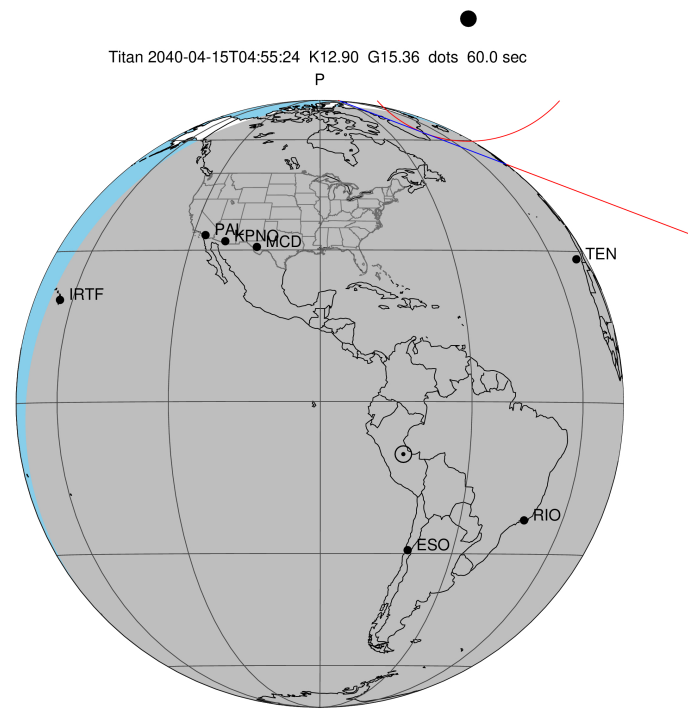 Titan 2040-04-15T04:55:24 K12.90 G15.36 dots 60.0 sec
P
PAL
KPNO
MCD
TEN
IRTF
RIO
ESO